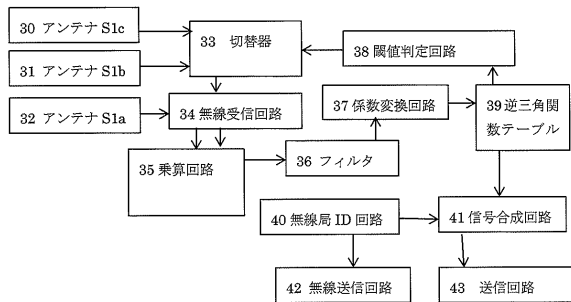 30 アンテナ S1c
33 切替器
38 閾値判定回路
31 アンテナ S1b
37 係数変換回路
39 逆三角関
数テーブル
32 アンテナ S1a
34 無線受信回路
35 乗算回路
36 フィルタ
40 無線局 ID 回路
41 信号合成回路
42 無線送信回路
43 送信回路